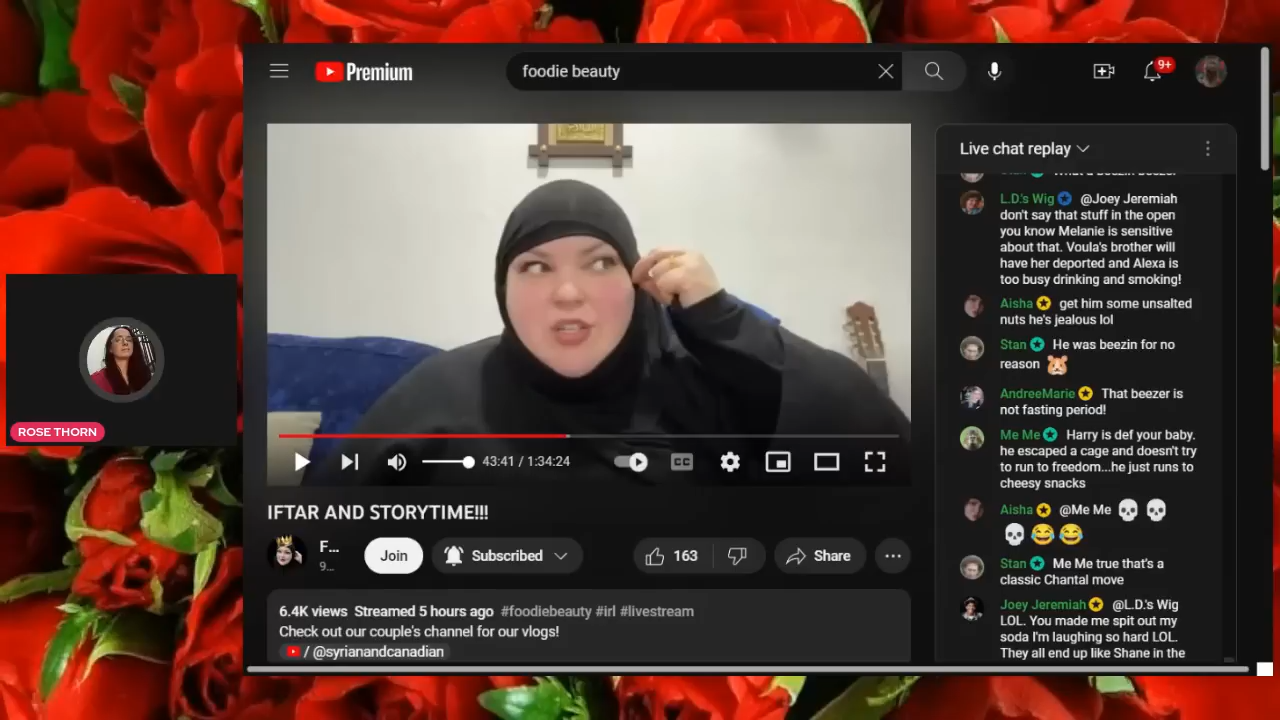 Premium
foodie beauty
9+
Live chat replay
L.D.'s Wig @Joey Jeremiah
don't say that stuff in the open
you know Melanie is sensitive
about that. Voula's brother will
have her deported and Alexa is
too busy drinking and smoking!
Aisha get him some unsalted
nuts he's jealous lol
Stan He was beezin for no
reason 🐹
AndreeMarie That beezer is
not fasting period!
Me Me Harry is def your baby.
he escaped a cage and doesn't try
to run to freedom...he just runs to
cheesy snacks
Aisha @Me Me 💀 💀
💀 😂 😂
Stan Me Me true that's a
classic Chantal move
Joey Jeremiah @L.D.'s Wig
LOL. You made me spit out my
soda I'm laughing so hard LOL.
They all end up like Shane in the
ROSE THORN
43:41 / 1:34:24
CC
IFTAR AND STORYTIME!!!
F...
9...
Join
Subscribed
163
Share
6.4K views Streamed 5 hours ago #foodiebeauty #irl #livestream
Check out our couple's channel for our vlogs!
/ @syrianandcanadian